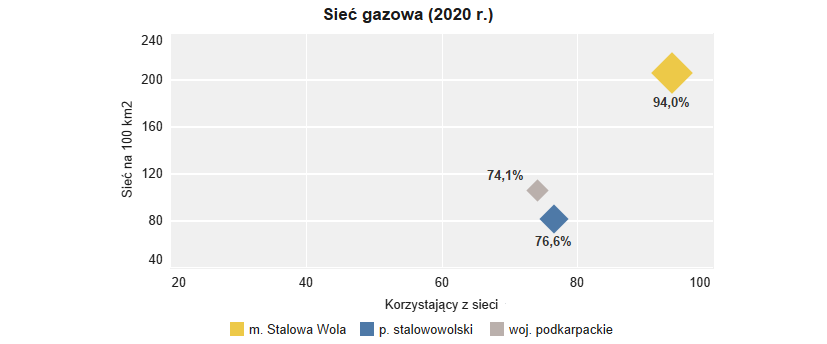 Sieć gazowa (2020 r.)
Sieć na 100 km2
240
200
160
120
80
40
94,0%
74,1%
76,6%
20 40 60 80 100
Korzystający z sieci
m. Stalowa Wola p. stalowowolski woj. podkarpackie